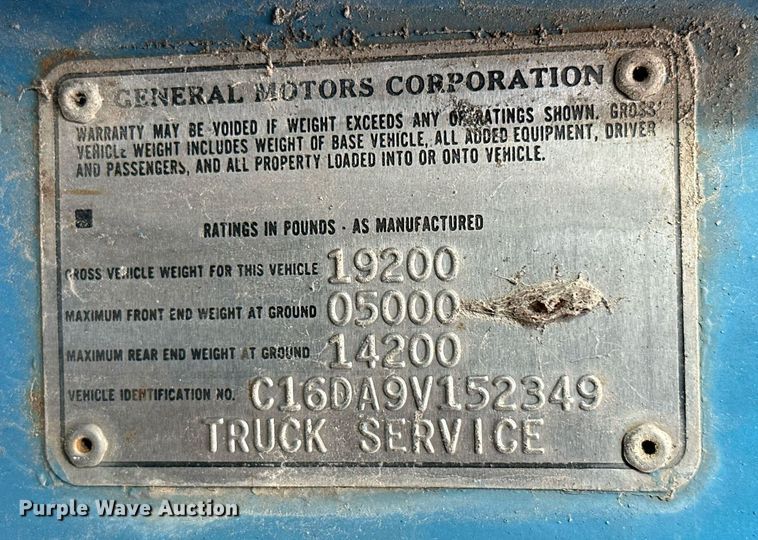 GENERAL MOTORS CORPORATION
WARRANTY MAY BE VOIDED IF WEIGHT EXCEEDS ANY OF RATINGS SHOWN. GROSS
VEHICLE WEIGHT INCLUDES WEIGHT OF BASE VEHICLE, ALL ADDED EQUIPMENT, DRIVER
AND PASSENGERS, AND ALL PROPERTY LOADED INTO OR ONTO VEHICLE.
RATINGS IN POUNDS - AS MANUFACTURED
GROSS VEHICLE WEIGHT FOR THIS VEHICLE 19200
MAXIMUM FRONT END WEIGHT AT GROUND 05000
MAXIMUM REAR END WEIGHT AT GROUND 14200
VEHICLE IDENTIFICATION NO. C16DA9V152349
TRUCK SERVICE
Purple Wave Auction